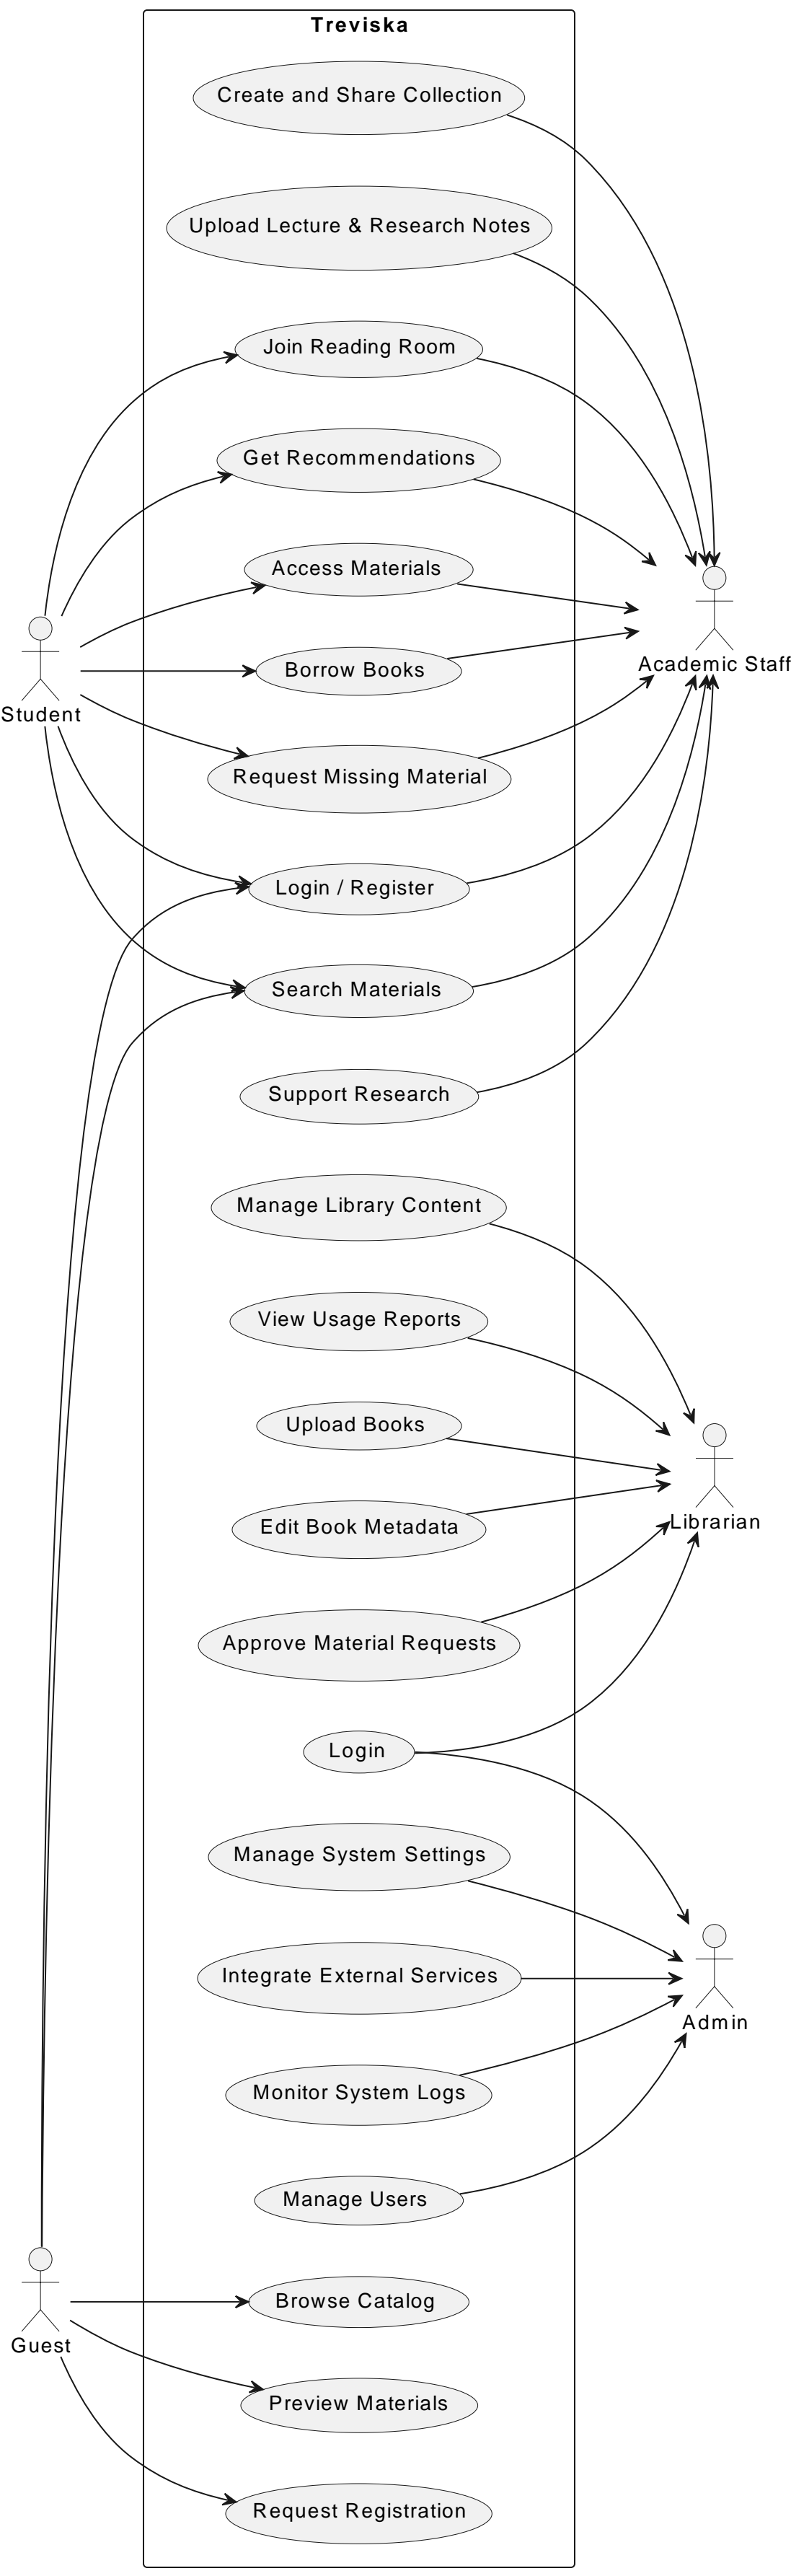 Treviska
Create and Share Collection
Upload Lecture & Research Notes
Join Reading Room
Get Recommendations
Access Materials
Borrow Books
Academic Staff
Student
Request Missing Material
Login / Register
Search Materials
Support Research
Manage Library Content
View Usage Reports
Upload Books
Librarian
Edit Book Metadata
Approve Material Requests
Login
Manage System Settings
Integrate External Services
Admin
Monitor System Logs
Manage Users
Browse Catalog
Guest
Preview Materials
Request Registration